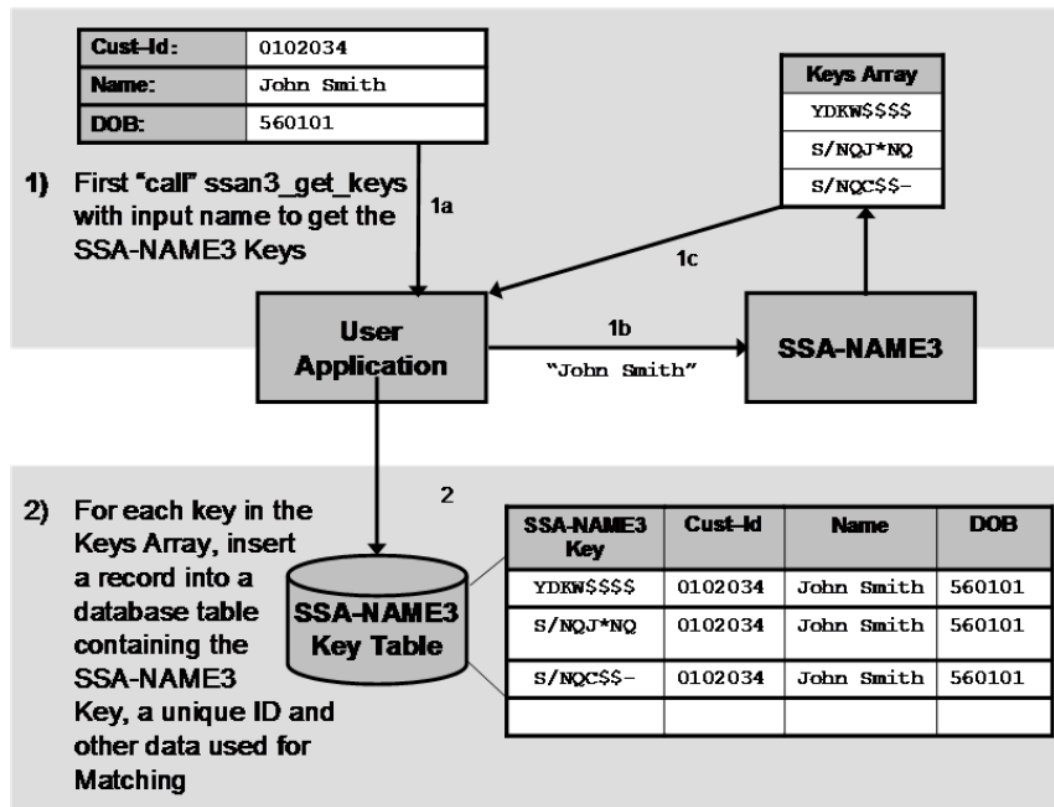 Cust-Id: 0102034
Name: John Smith
DOB: 560101
Keys Array
YDKW$$$$
S/NQJ*NQ
S/NQC$$-
1) First "call" ssan3_get_keys
with input name to get the
SSA-NAME3 Keys
1a
1c
User
Application
1b
"John Smith"
SSA-NAME3
2) For each key in the
Keys Array, insert
a record into a
database table
containing the
SSA-NAME3
Key, a unique ID and
other data used for
Matching
2
SSA-NAME3
Key Table
SSA-NAME3
Key Cust-Id Name DOB
YDKW$$$$ 0102034 John Smith 560101
S/NQJ*NQ 0102034 John Smith 560101
S/NQC$$- 0102034 John Smith 560101